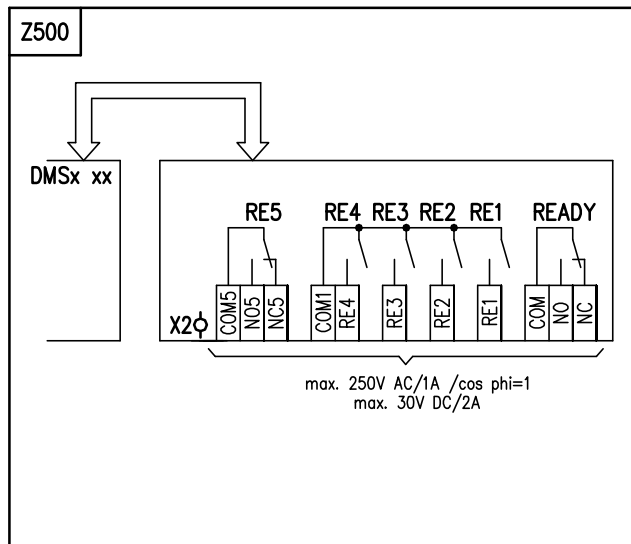 Z500
DMSx xx
RE5 RE4 RE3 RE2 RE1 READY
X2 COM5 NO5 NC5 COM1 RE4 RE3 RE2 RE1 COM NO NC
max. 250V AC/1A /cos phi=1
max. 30V DC/2A